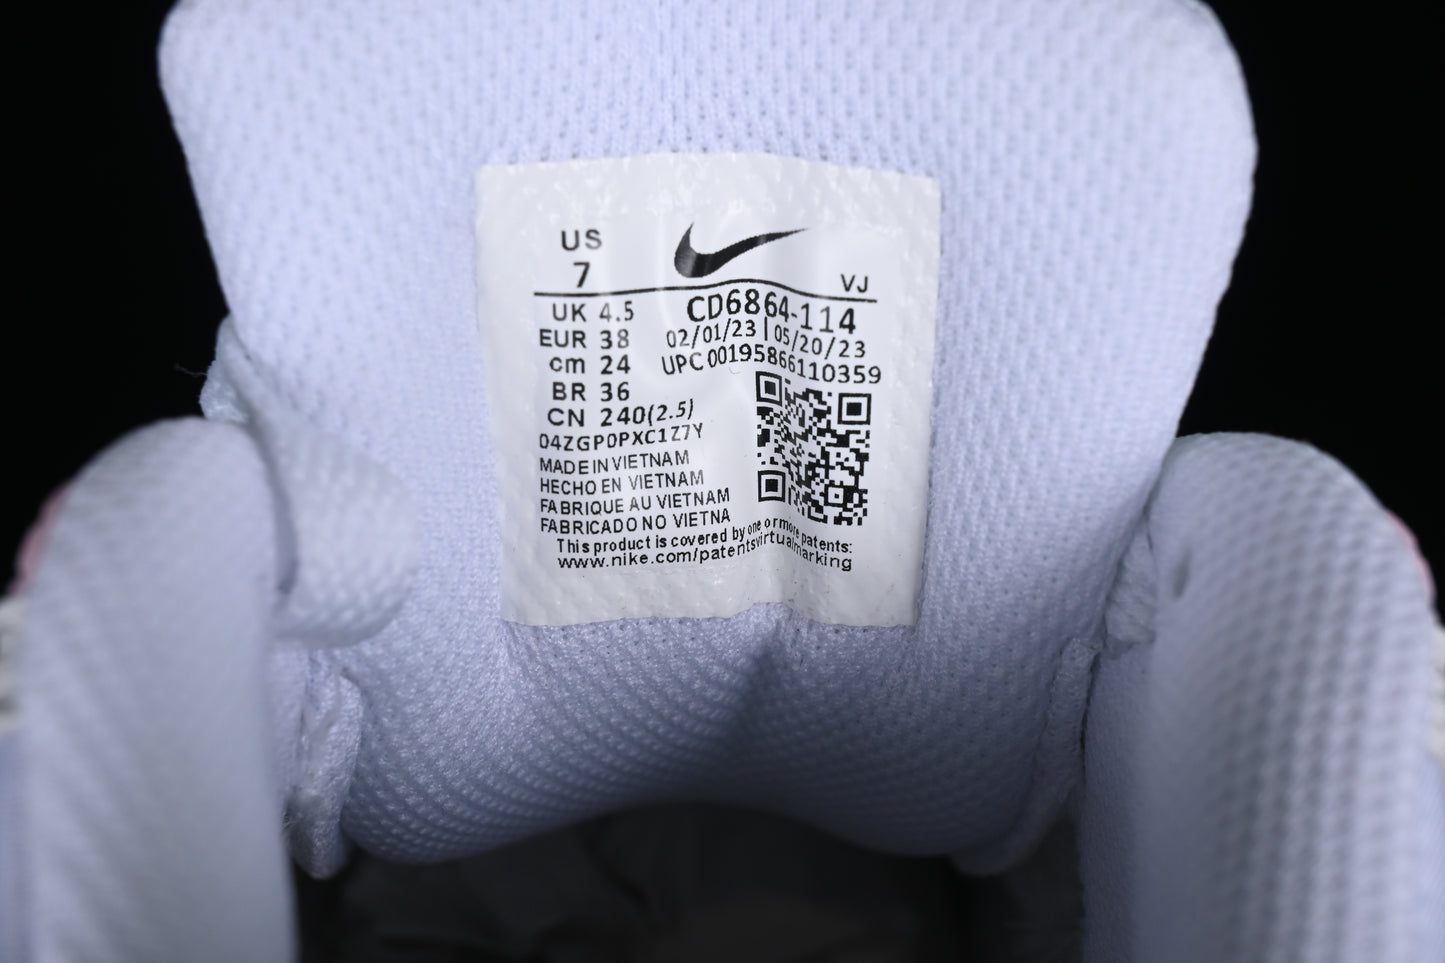 US
7
VJ
UK 4.5
EUR 38
cm 24
BR 36
CN 240(2.5)
CD6864-114
02/01/23 | 05/20/23
UPC 00195866110359
04ZGP0PXC1Z7Y
MADE IN VIETNAM
HECHO EN VIETNAM
FABRIQUE AU VIETNAM
FABRICADO NO VIETNA
This product is covered by one or more patents:
www.nike.com/patentsvirtualmarking